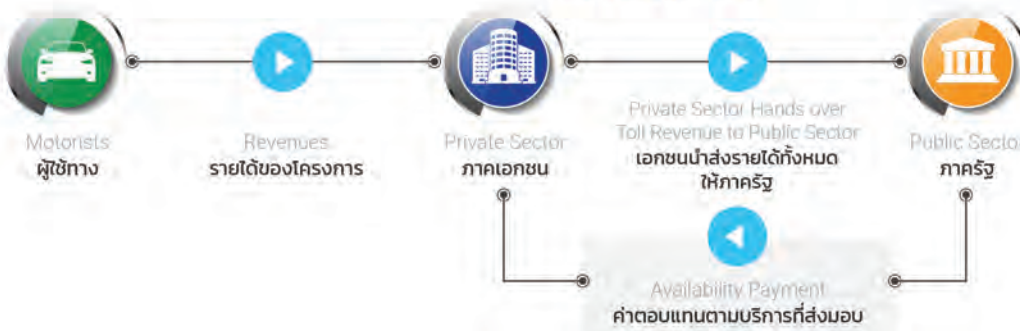 Motorists
ผู้ใช้ทาง
Revenues
รายได้ของโครงการ
Private Sector
ภาคเอกชน
Private Sector Hands over
Toll Revenue to Public Sector
เอกชนนำส่งรายได้ทั้งหมด
ให้ภาครัฐ
Public Sector
ภาครัฐ
Availability Payment
ค่าตอบแทนตามบริการที่ส่งมอบ